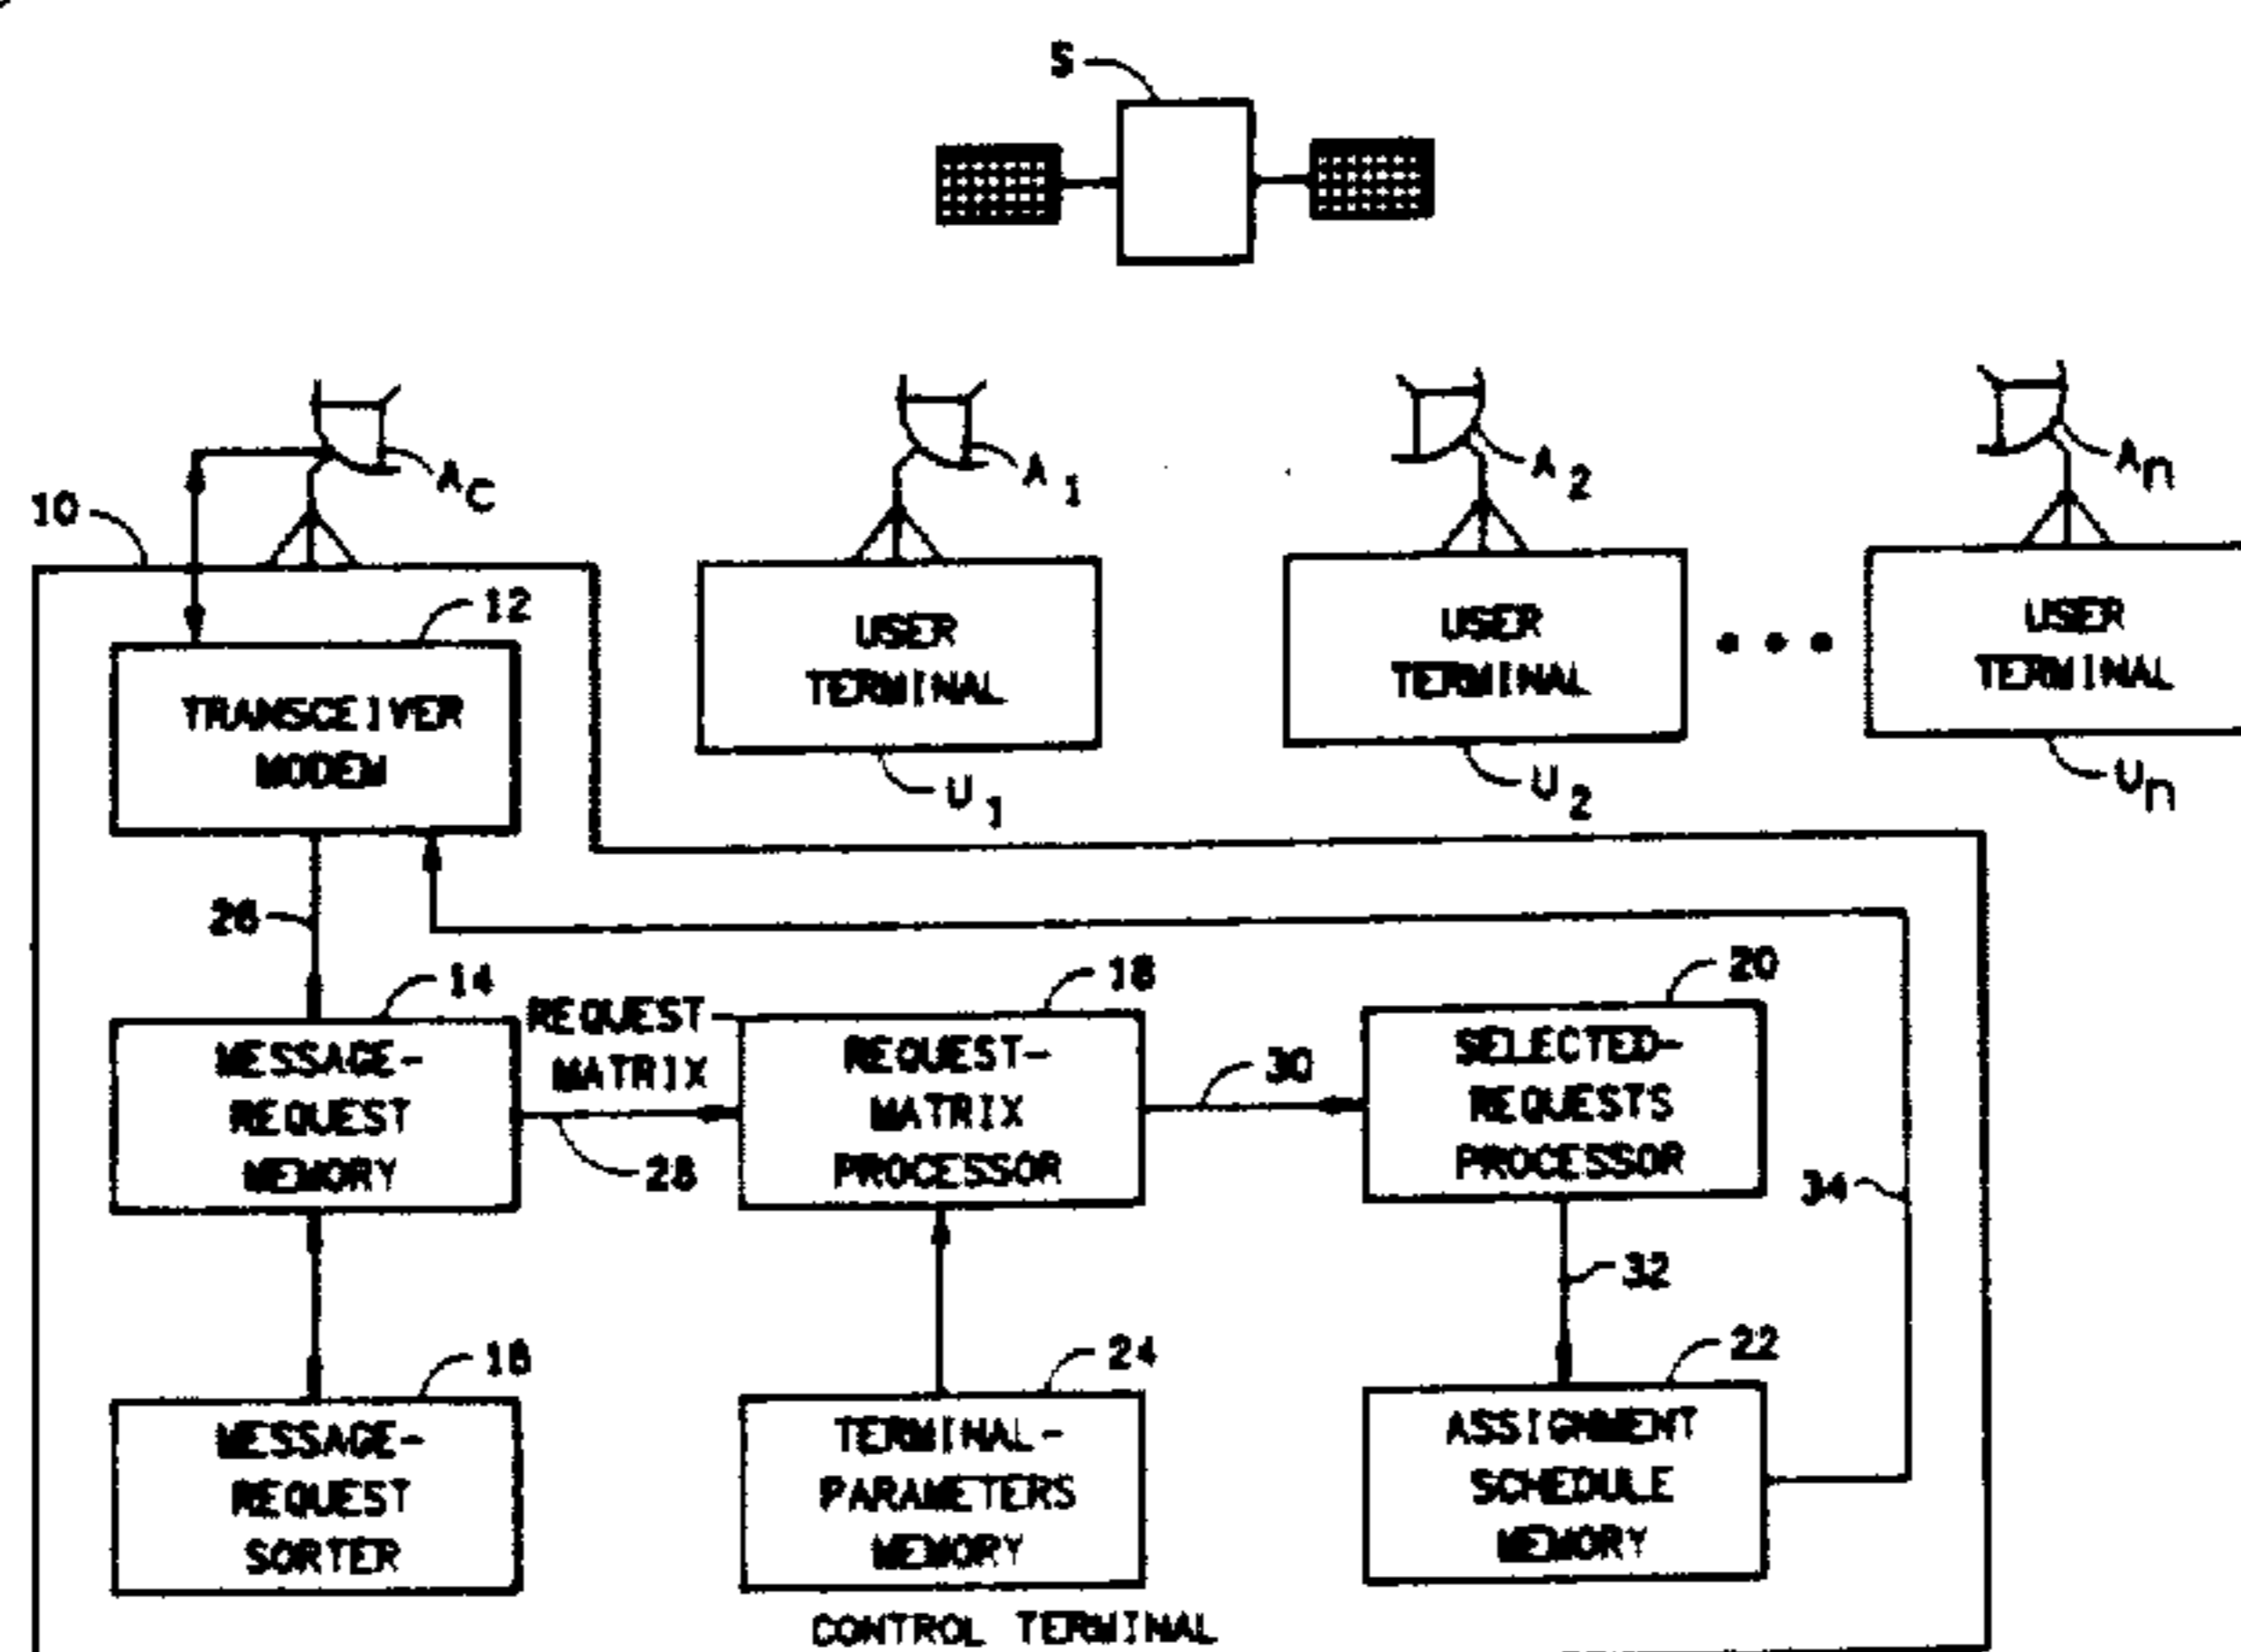 S
A C
A 1
A 2
A n
10
12
USER
TERMINAL
USER
TERMINAL
USER
TERMINAL
TRANSCEIVER
MODEM
U 1
U 2
U n
26
14
REQUEST
MATRIX
18
20
MESSAGE-
REQUEST
MEMORY
REQUEST-
MATRIX
PROCESSOR
30
SELECTED-
REQUESTS
PROCESSOR
28
34
32
16
24
22
MESSAGE-
REQUEST
SORTER
TERMINAL-
PARAMETERS
MEMORY
ASSIGNMENT
SCHEDULE
MEMORY
CONTROL TERMINAL